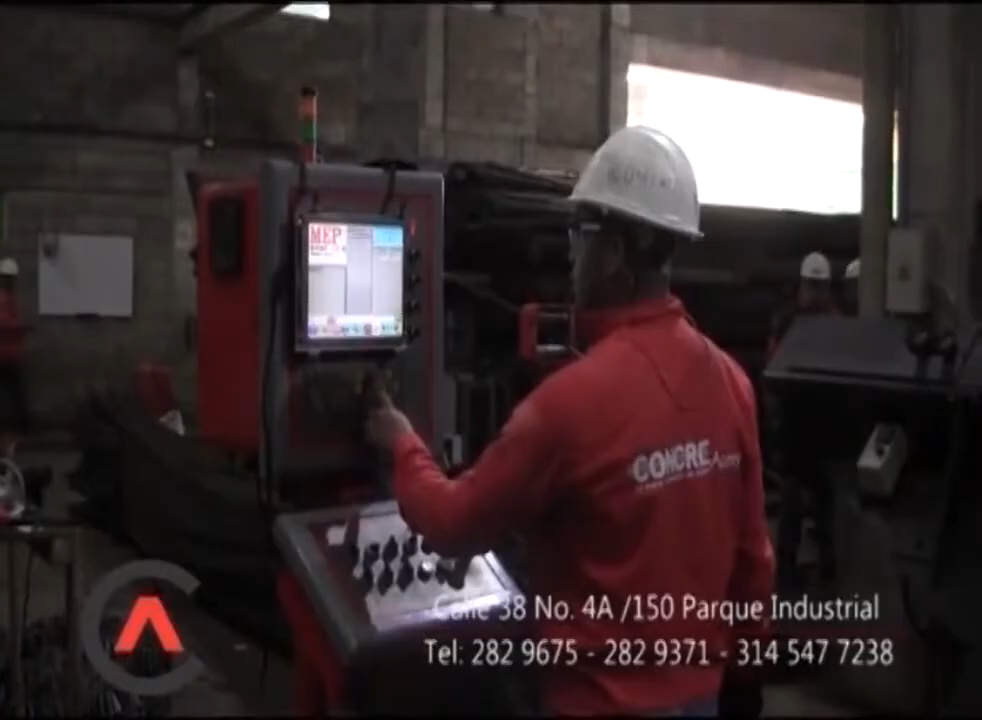 MEP
CONCRE
Calle 38 No. 4A /150 Parque Industrial
Tel: 282 9675 - 282 9371 - 314 547 7238